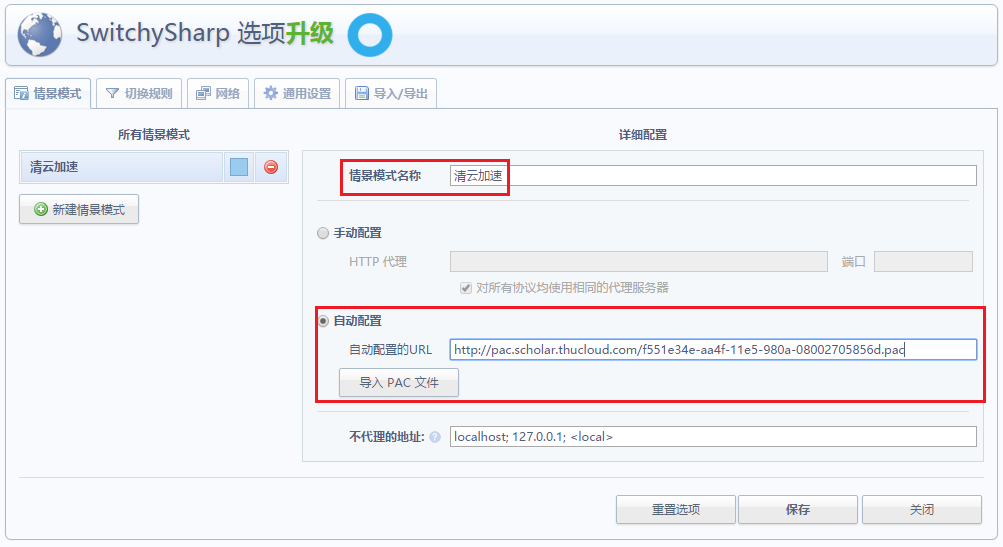 SwitchySharp 选项升级
情景模式 切换规则 网络 通用设置 导入/导出
所有情景模式
清云加速
新建情景模式
详细配置
情景模式名称 清云加速
手动配置
HTTP 代理 端口
对所有协议均使用相同的代理服务器
自动配置
自动配置的URL http://pac.scholar.thucloud.com/f551e34e-aa4f-11e5-980a-08002705856d.pac
导入 PAC 文件
不代理的地址: ? localhost; 127.0.0.1; <local>
重置选项 保存 关闭